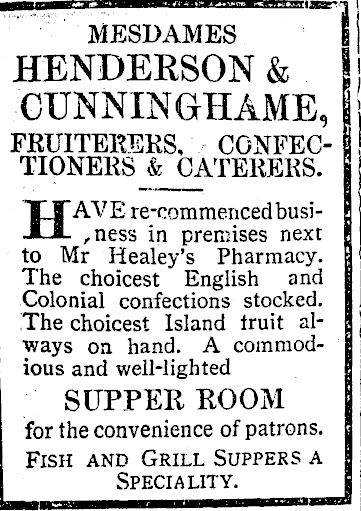 MESDAMES
HENDERSON &
CUNNINGHAME,
FRUITERERS, CONFEC-
TIONERS & CATERERS.
HAVE re-commenced busi-
ness in premises next
to Mr Healey's Pharmacy.
The choicest English and
Colonial confections stocked.
The choicest Island fruit al-
ways on hand. A commod-
ious and well-lighted
SUPPER ROOM
for the convenience of patrons.
FISH AND GRILL SUPPERS A
SPECIALITY.